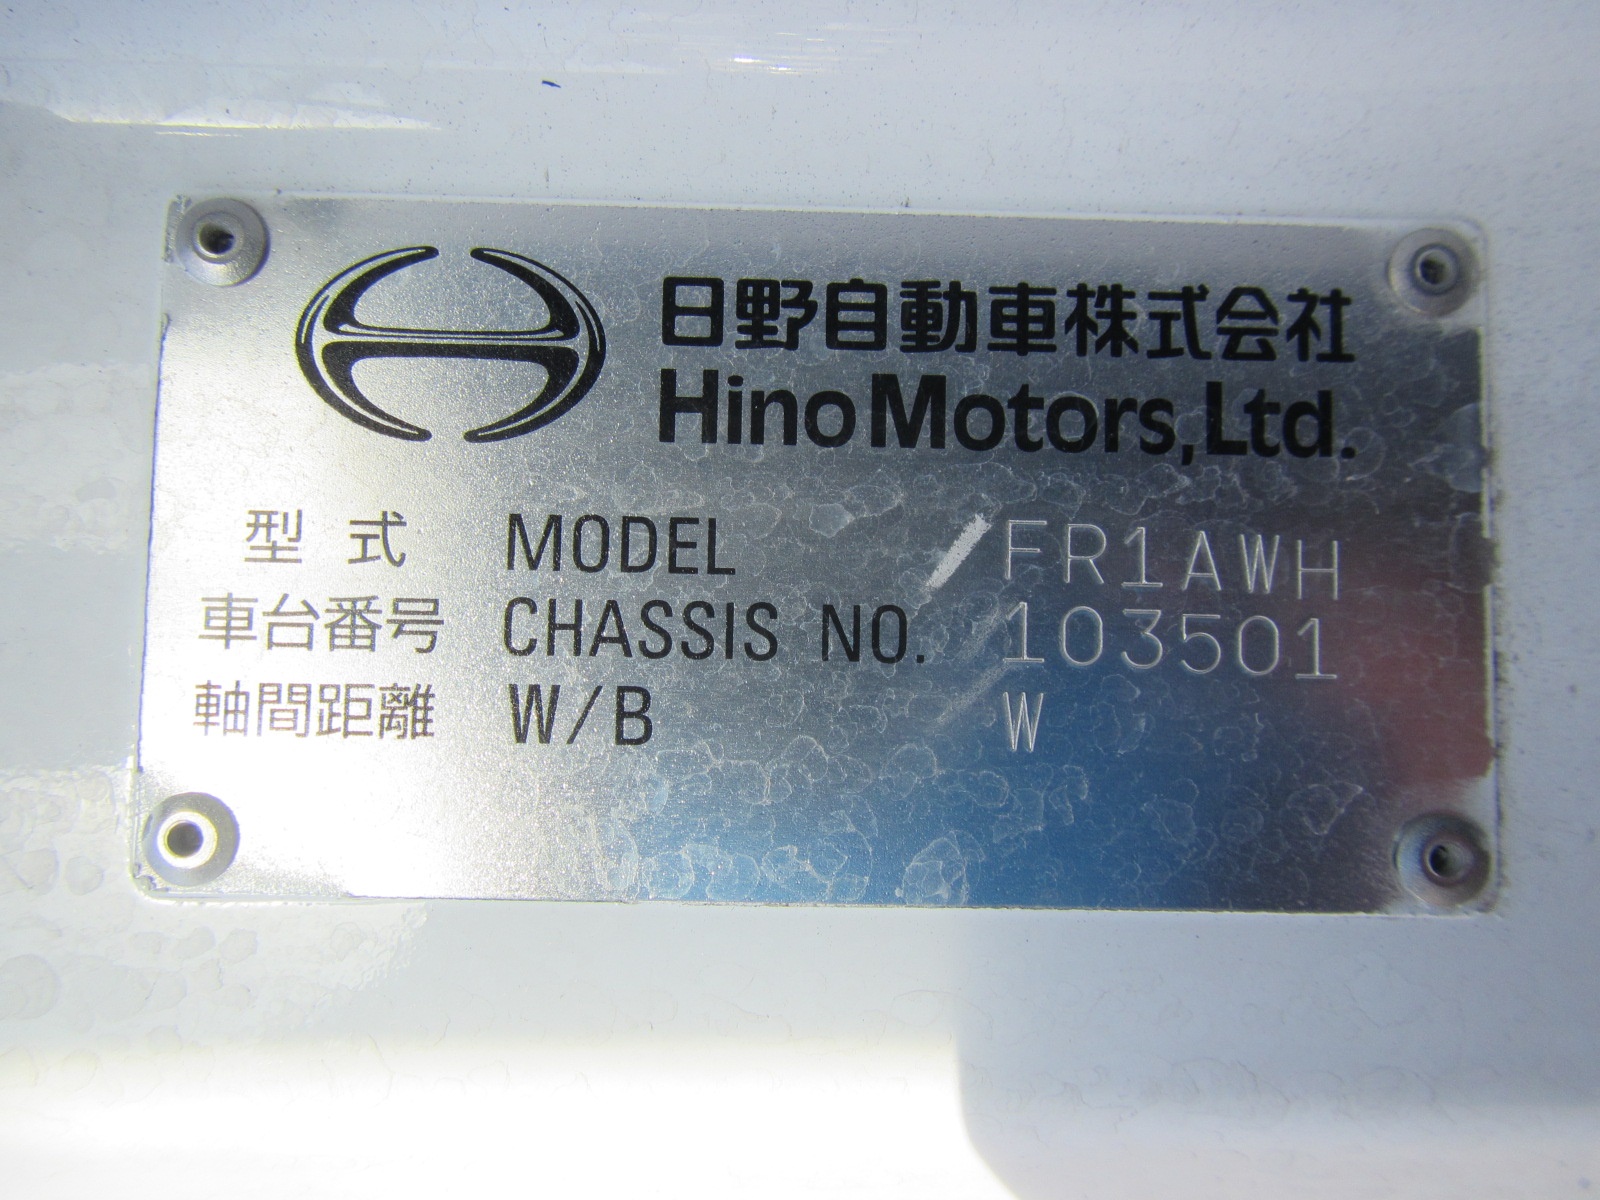 日野自動車株式会社
Hino Motors, Ltd.
型式 MODEL FR1AWH
車台番号 CHASSIS NO. 103501
軸間距離 W/B W